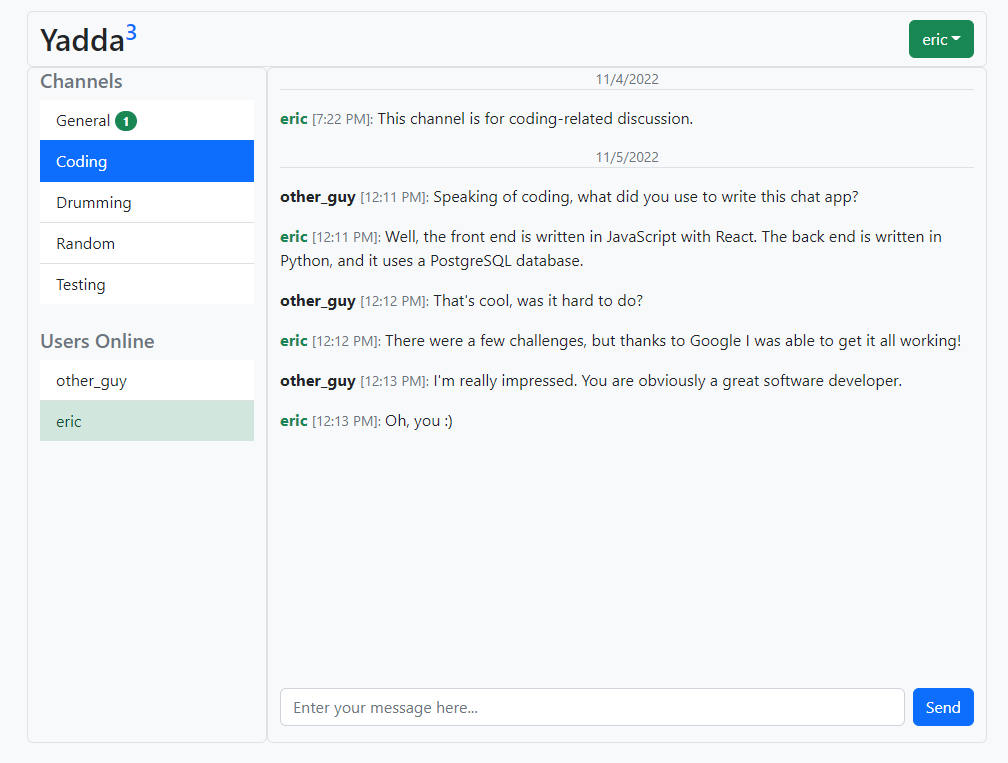 Yadda3
eric
Channels
General 1
Coding
Drumming
Random
Testing
Users Online
other_guy
eric
11/4/2022
eric [7:22 PM]: This channel is for coding-related discussion.
11/5/2022
other_guy [12:11 PM]: Speaking of coding, what did you use to write this chat app?
eric [12:11 PM]: Well, the front end is written in JavaScript with React. The back end is written in
Python, and it uses a PostgreSQL database.
other_guy [12:12 PM]: That's cool, was it hard to do?
eric [12:12 PM]: There were a few challenges, but thanks to Google I was able to get it all working!
other_guy [12:13 PM]: I'm really impressed. You are obviously a great software developer.
eric [12:13 PM]: Oh, you :)
Enter your message here...
Send